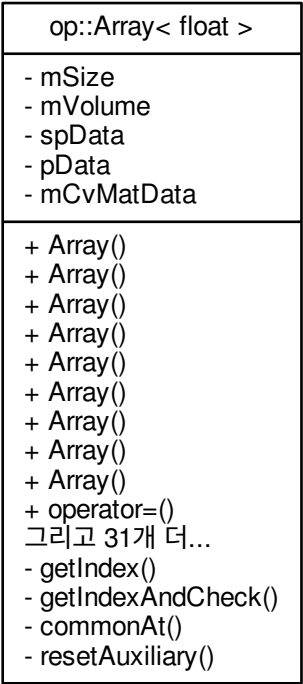 op::Array< float >
- mSize
- mVolume
- spData
- pData
- mCvMatData
+ Array()
+ Array()
+ Array()
+ Array()
+ Array()
+ Array()
+ Array()
+ Array()
+ Array()
+ operator=()
그리고 31개 더...
- getIndex()
- getIndexAndCheck()
- commonAt()
- resetAuxiliary()